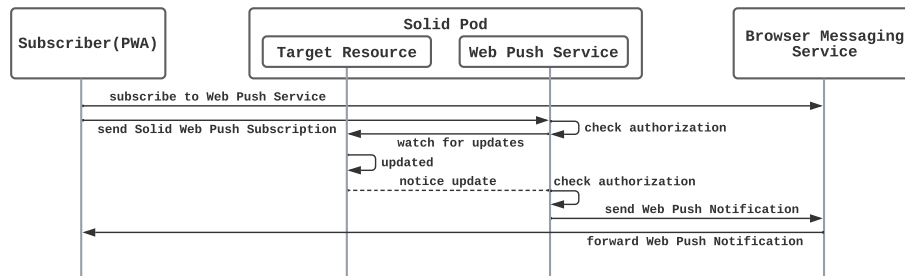 Solid Pod
Subscriber(PWA)
Target Resource
Web Push Service
Browser Messaging
Service
subscribe to Web Push Service
send Solid Web Push Subscription
check authorization
watch for updates
updated
notice update
check authorization
send Web Push Notification
forward Web Push Notification